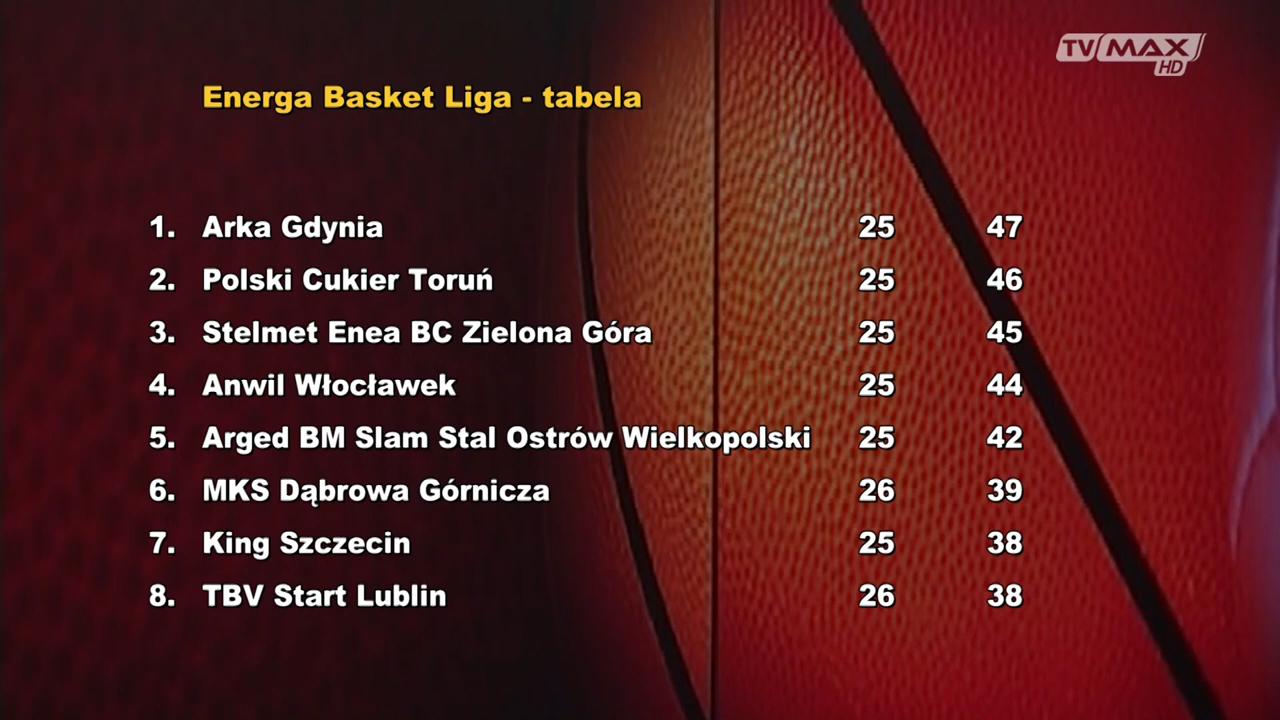 TV MAX
HD
Energa Basket Liga - tabela
1. Arka Gdynia 25 47
2. Polski Cukier Toruń 25 46
3. Stelmet Enea BC Zielona Góra 25 45
4. Anwil Włocławek 25 44
5. Arged BM Slam Stal Ostrów Wielkopolski 25 42
6. MKS Dąbrowa Górnicza 26 39
7. King Szczecin 25 38
8. TBV Start Lublin 26 38